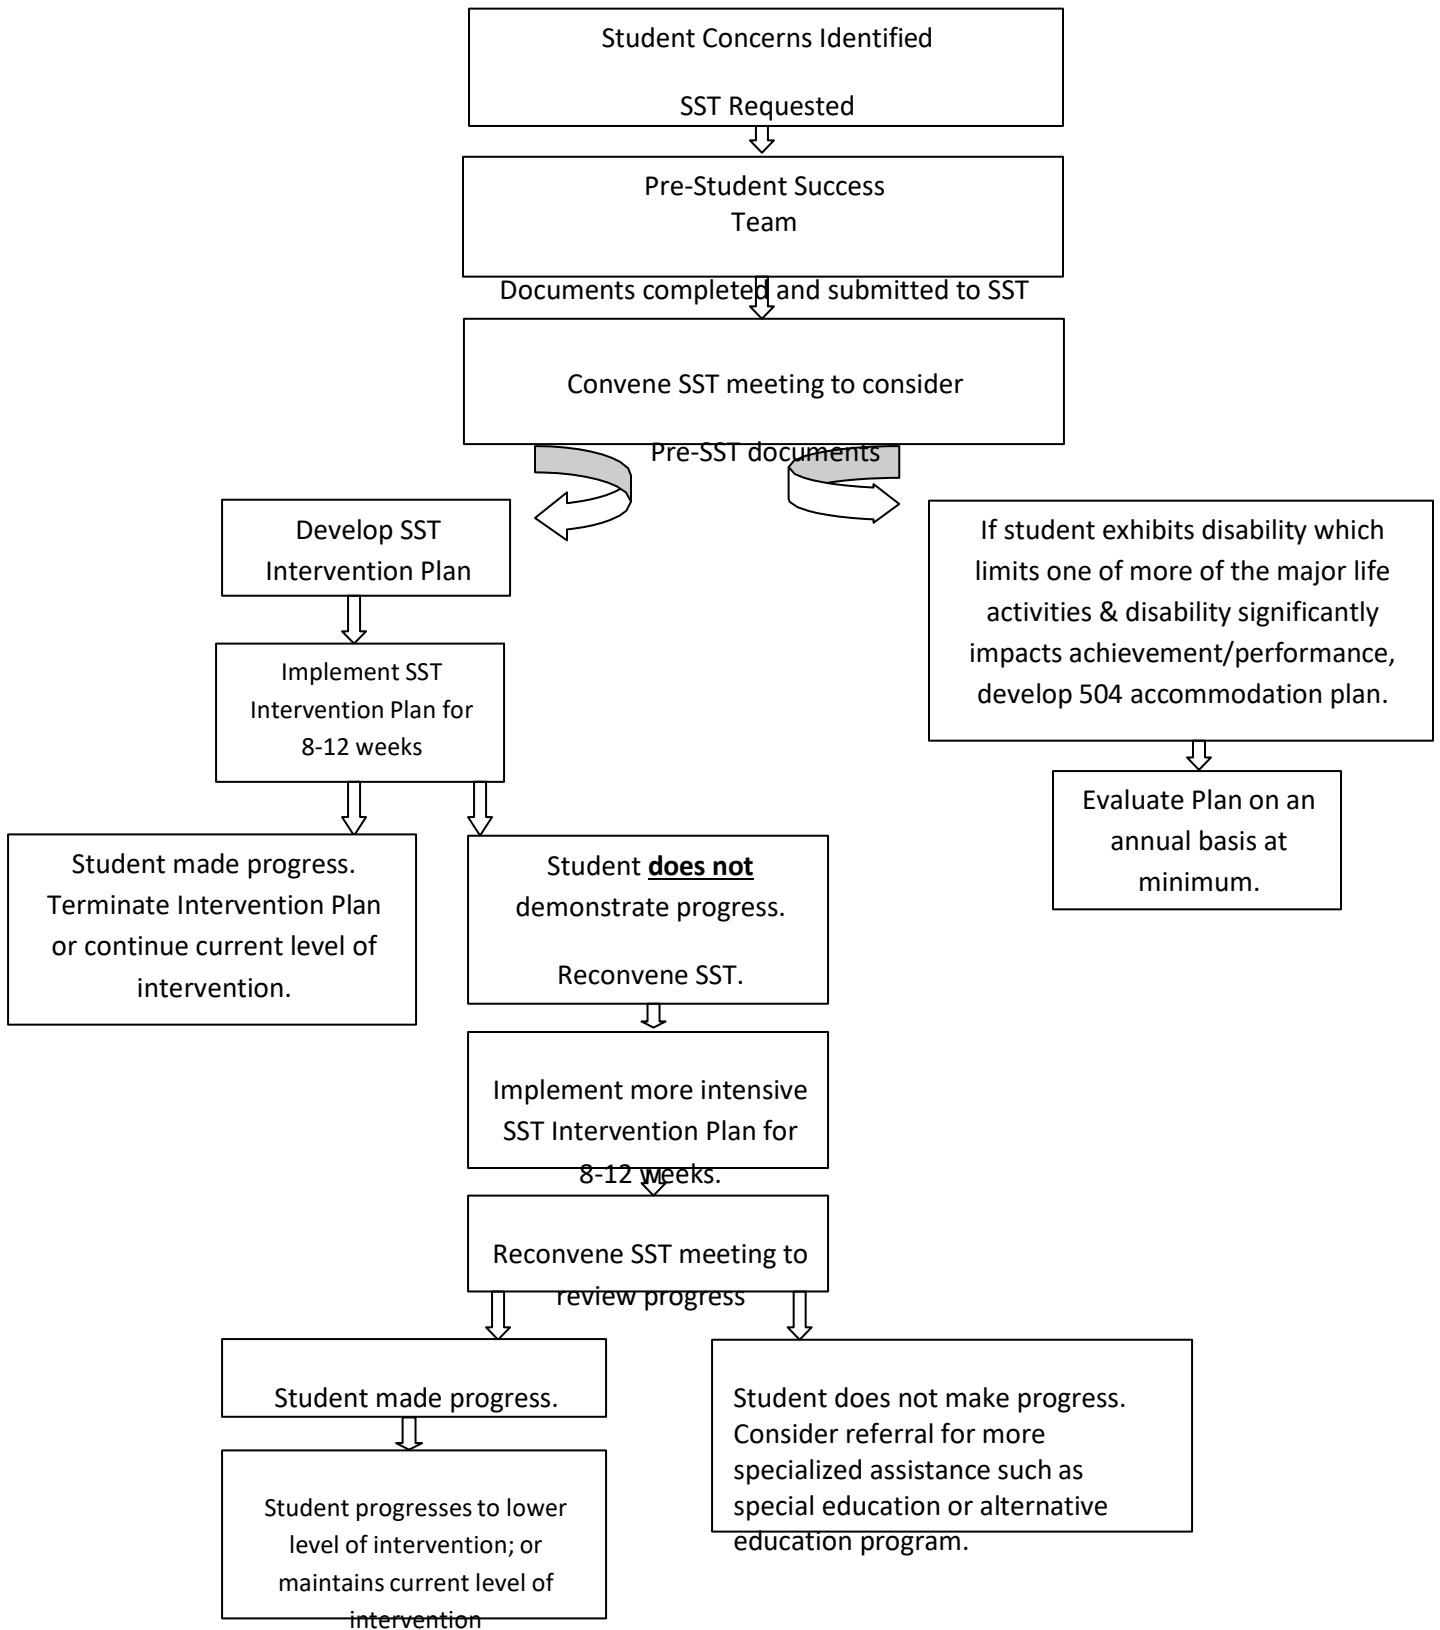 Student Concerns Identified
SST Requested
Pre-Student Success
Team
Documents completed and submitted to SST
Convene SST meeting to consider
Pre-SST documents
Develop SST
Intervention Plan
Implement SST
Intervention Plan for
8-12 weeks
If student exhibits disability which
limits one of more of the major life
activities & disability significantly
impacts achievement/performance,
develop 504 accommodation plan.
Evaluate Plan on an
annual basis at
minimum.
Student made progress.
Terminate Intervention Plan
or continue current level of
intervention.
Student does not
demonstrate progress.
Reconvene SST.
Implement more intensive
SST Intervention Plan for
8-12 weeks.
Reconvene SST meeting to
review progress
Student made progress.
Student progresses to lower
level of intervention; or
maintains current level of
intervention
Student does not make progress.
Consider referral for more
specialized assistance such as
special education or alternative
education program.